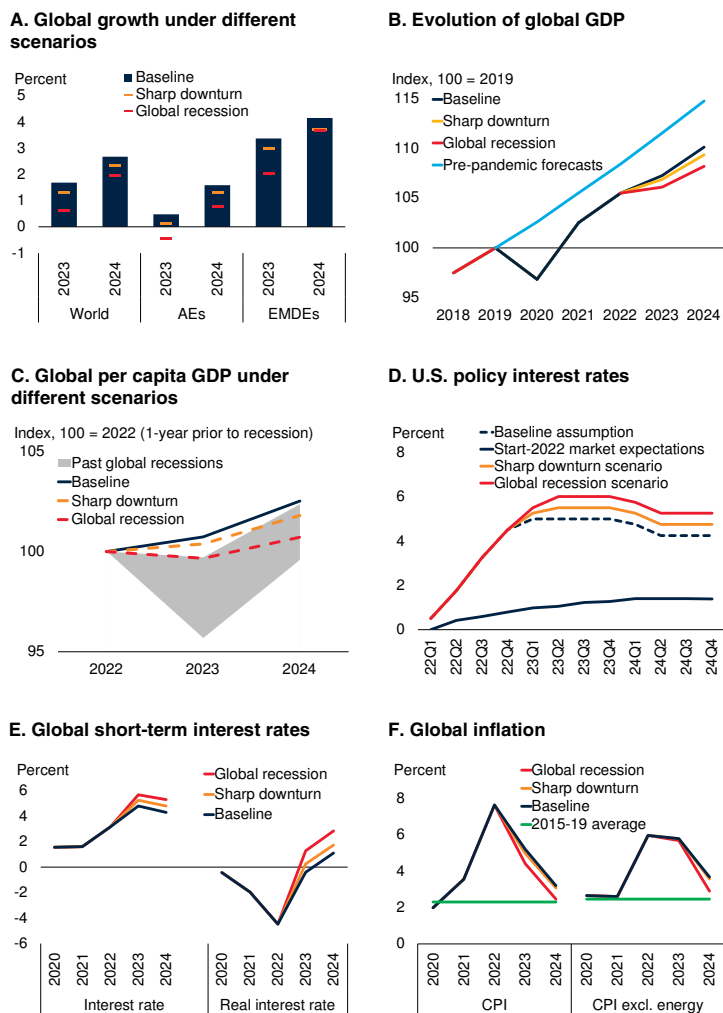 A. Global growth under different
scenarios
Percent
Baseline
Sharp downturn
Global recession
5
4
3
2
1
0
-1
2023
2024
2023
2024
2023
2024
World
AEs
EMDEs
B. Evolution of global GDP
Index, 100 = 2019
115
110
105
100
95
Baseline
Sharp downturn
Global recession
Pre-pandemic forecasts
2018 2019 2020 2021 2022 2023 2024
C. Global per capita GDP under
different scenarios
Index, 100 = 2022 (1-year prior to recession)
105
100
95
Past global recessions
Baseline
Sharp downturn
Global recession
2022 2023 2024
D. U.S. policy interest rates
Percent
8
6
4
2
0
Baseline assumption
Start-2022 market expectations
Sharp downturn scenario
Global recession scenario
22Q1
22Q2
22Q3
22Q4
23Q1
23Q2
23Q3
23Q4
24Q1
24Q2
24Q3
24Q4
E. Global short-term interest rates
Percent
6
4
2
0
-2
-4
-6
Global recession
Sharp downturn
Baseline
2020
2021
2022
2023
2024
2020
2021
2022
2023
2024
Interest rate
Real interest rate
F. Global inflation
Percent
8
6
4
2
0
Global recession
Sharp downturn
Baseline
2015-19 average
2020
2021
2022
2023
2024
2020
2021
2022
2023
2024
CPI
CPI excl. energy